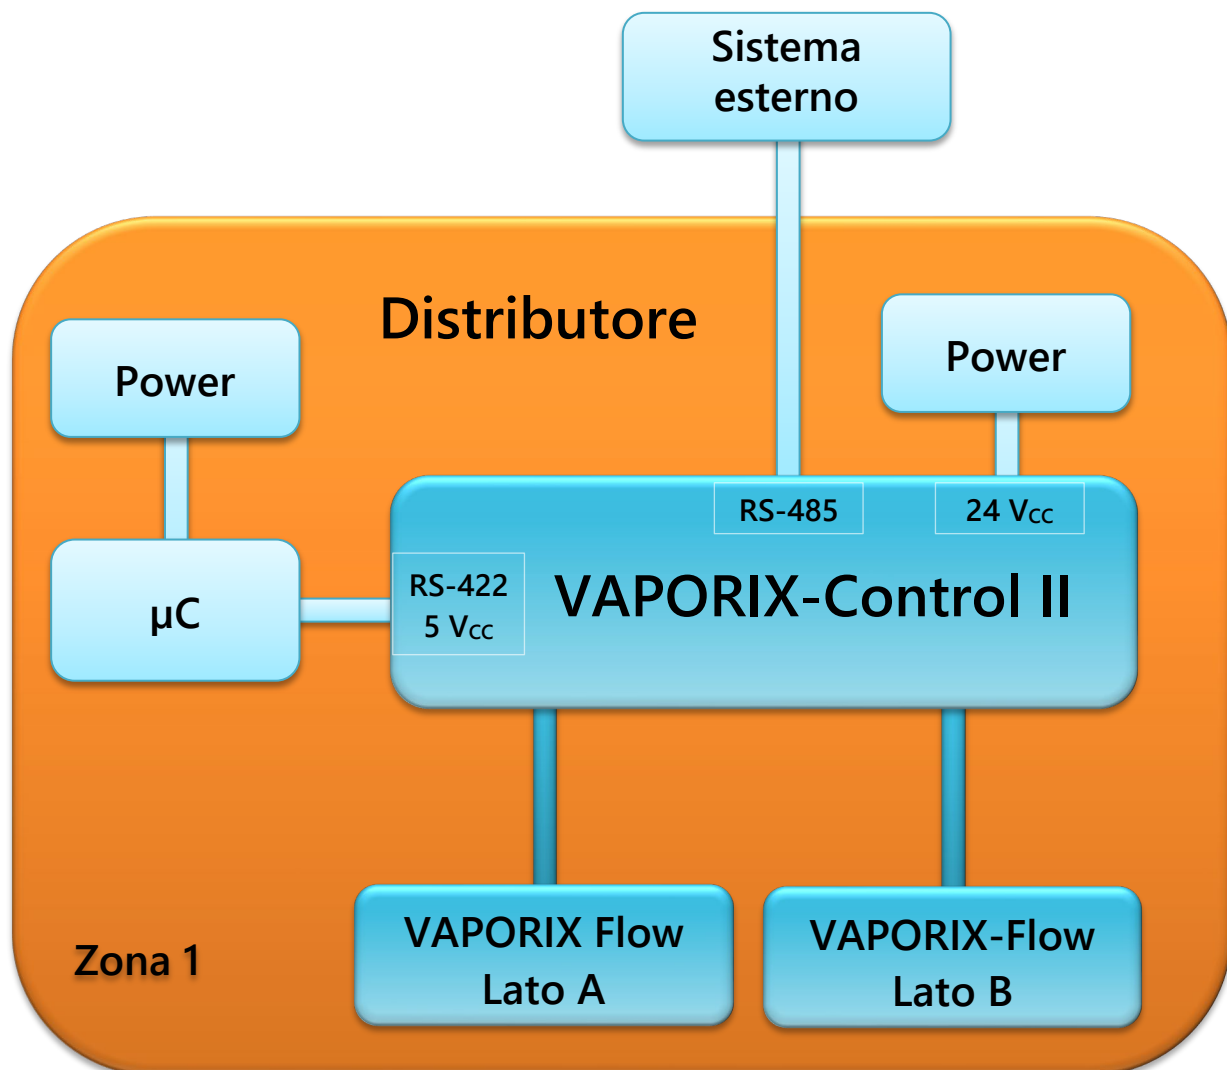 Sistema
esterno
Distributore
Power
Power
RS-485
24 Vcc
µC
RS-422
5 Vcc
VAPORIX-Control II
VAPORIX Flow
Lato A
VAPORIX-Flow
Lato B
Zona 1